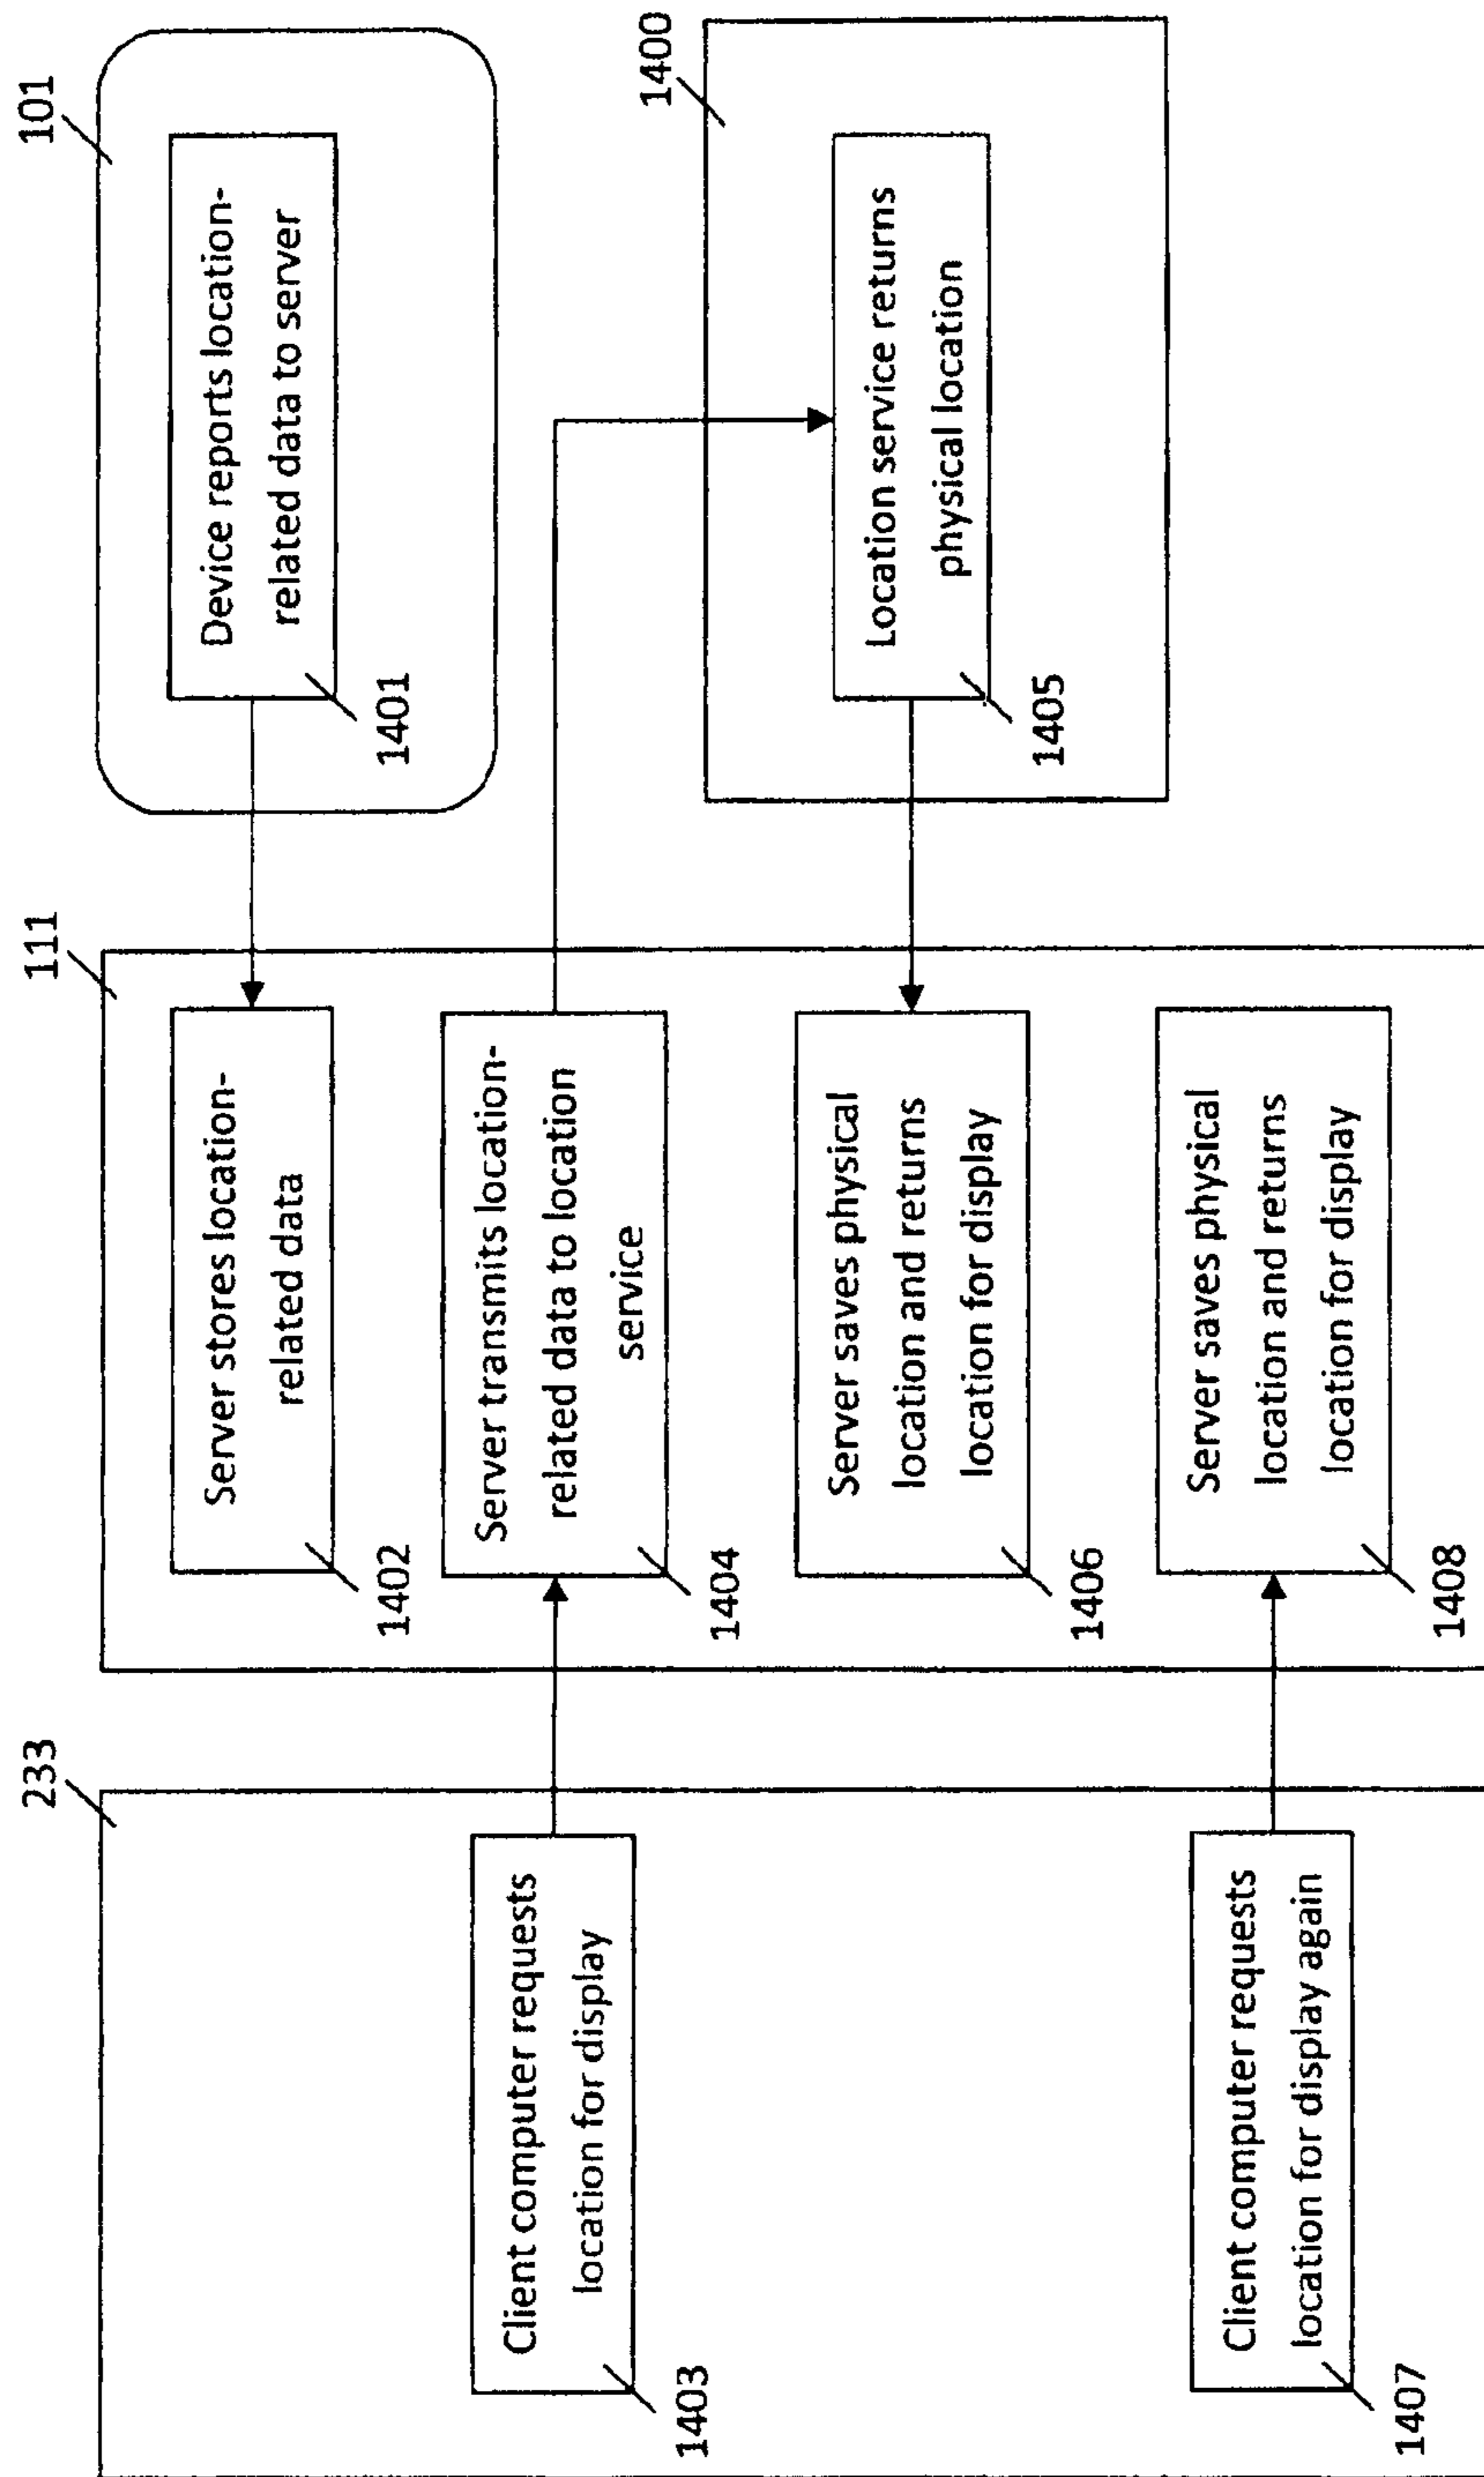 233
111
101
Device reports location-
related data to server
1401
Server stores location-
related data
1402
Client computer requests
location for display
1403
Server transmits location-
related data to location
service
1404
1400
Location service returns
physical location
1405
Server saves physical
location and returns
location for display
1406
Client computer requests
location for display again
1407
Server saves physical
location and returns
location for display
1408